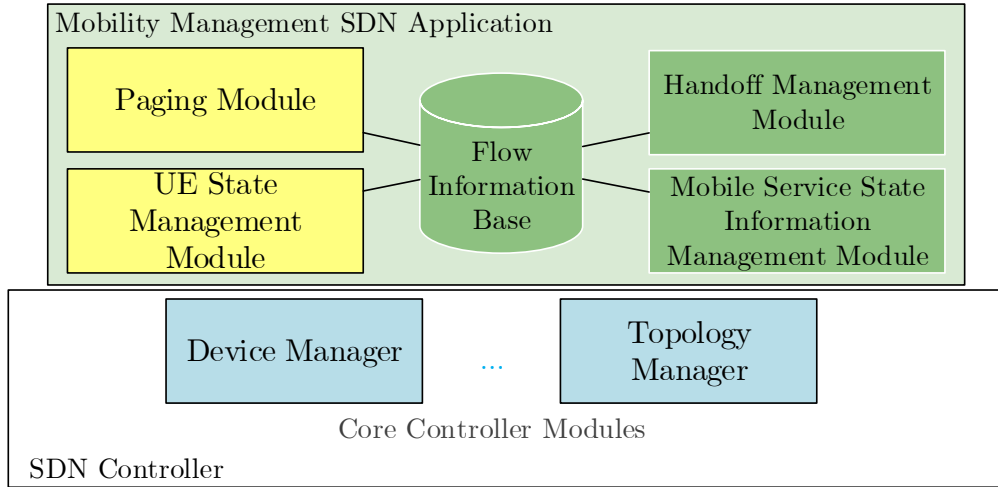 Mobility Management SDN Application
Paging Module
UE State
Management
Module
Flow
Information
Base
Handoff Management
Module
Mobile Service State
Information
Management Module
Device Manager
...
Topology
Manager
Core Controller Modules
SDN Controller